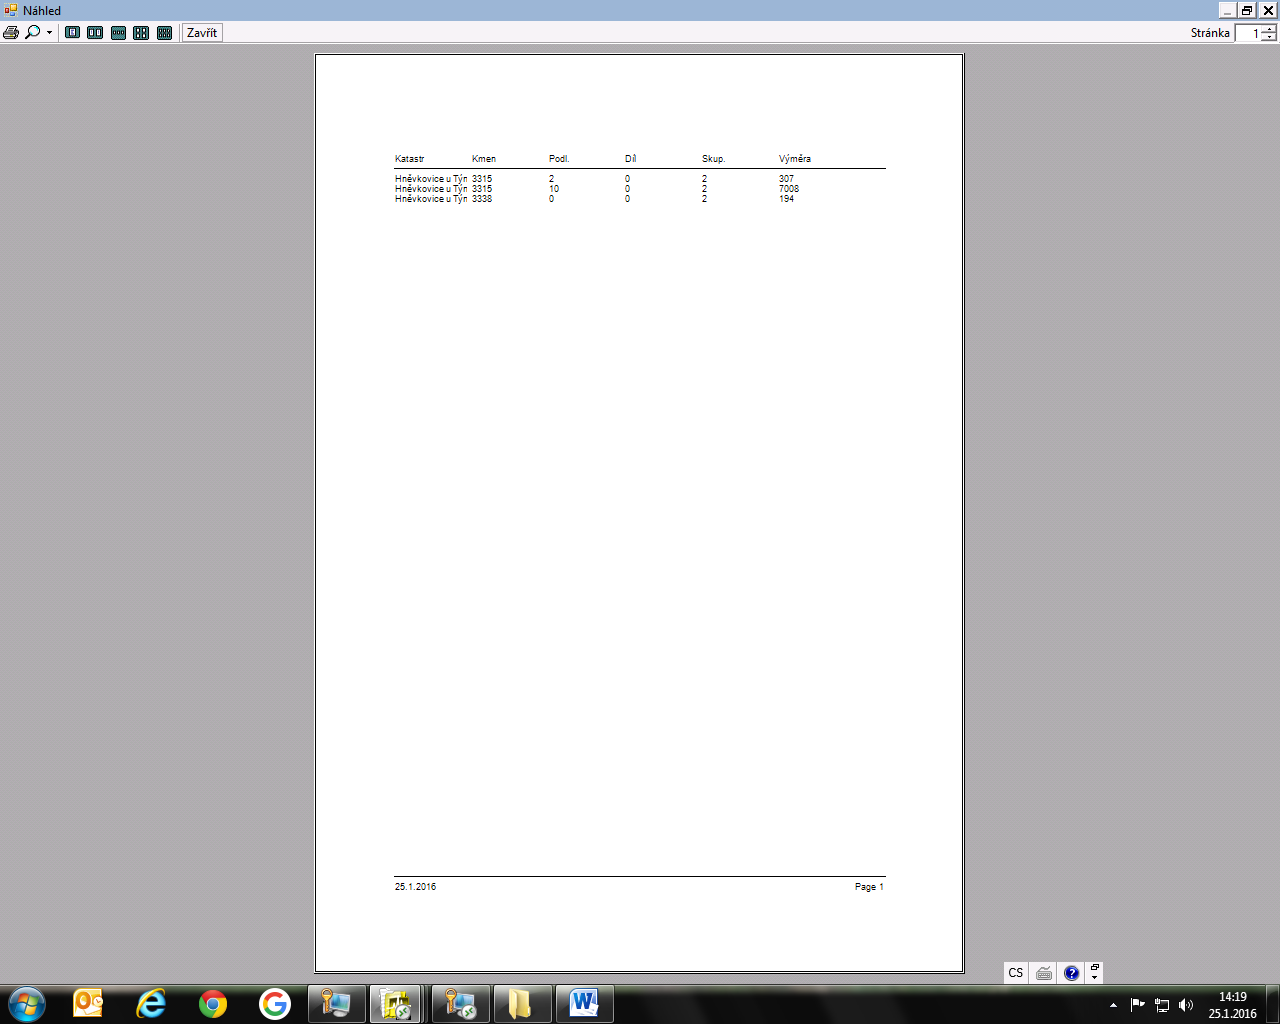 Náhled
Zavřít
Stránka 1
Katastr Kmen Podl. Díl Skup. Výměra
Hněvkovice u Týn 3315 2 0 2 307
Hněvkovice u Týn 3315 10 0 2 7008
Hněvkovice u Týn 3338 0 0 2 194
25.1.2016 Page 1
CS
14:19
25.1.2016